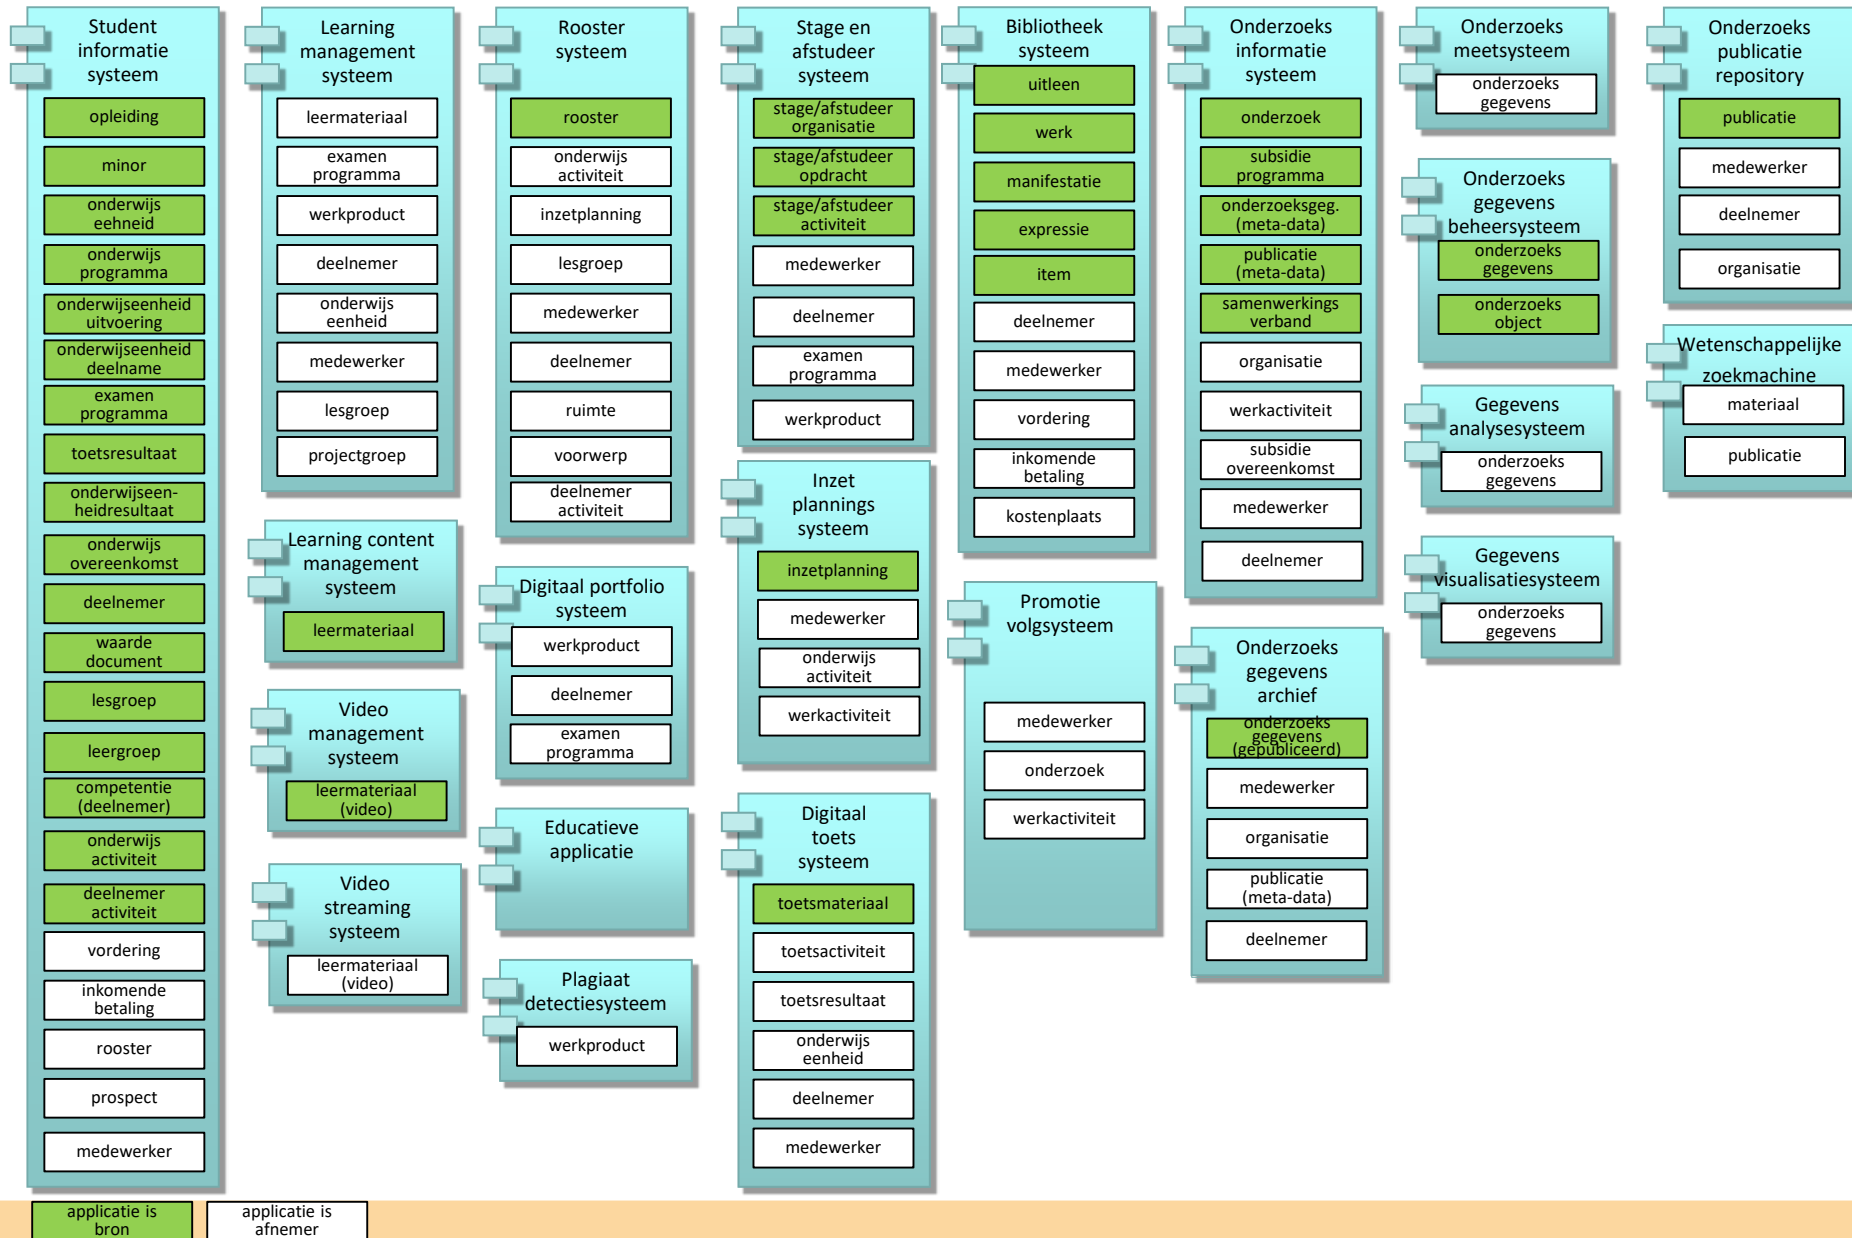 Student
informatie
systeem
opleiding
minor
onderwijs
eehneid
onderwijs
programma
onderwijseenheid
uitvoering
onderwijseenheid
deelname
examen
programma
toetsresultaat
onderwijseen-
heidresultaat
onderwijs
overeenkomst
deelnemer
waarde
document
lesgroep
leergroep
competentie
(deelnemer)
onderwijs
activiteit
deelnemer
activiteit
vordering
inkomende
betaling
rooster
prospect
medewerker
Learning
management
systeem
leermateriaal
examen
programma
werkproduct
deelnemer
onderwijs
eenheid
medewerker
lesgroep
projectgroep
Learning content
management
systeem
leermateriaal
Video
management
systeem
leermateriaal
(video)
Video
streaming
systeem
leermateriaal
(video)
Rooster
systeem
rooster
onderwijs
activiteit
inzetplanning
lesgroep
medewerker
deelnemer
ruimte
voorwerp
deelnemer
activiteit
Digitaal portfolio
systeem
werkproduct
deelnemer
examen
programma
Educatieve
applicatie
Plagiaat
detectiesysteem
werkproduct
Stage en
afstudeer
systeem
stage/afstudeer
organisatie
stage/afstudeer
opdracht
stage/afstudeer
activiteit
medewerker
deelnemer
examen
programma
werkproduct
Inzet
plannings
systeem
inzetplanning
medewerker
onderwijs
activiteit
werkactiviteit
Digitaal
toets
systeem
toetsmateriaal
toetsactiviteit
toetsresultaat
onderwijs
eenheid
deelnemer
medewerker
Bibliotheek
systeem
uitleen
werk
manifestatie
expressie
item
deelnemer
medewerker
vordering
inkomende
betaling
kostenplaats
Promotie
volgsysteem
medewerker
onderzoek
werkactiviteit
Onderzoeks
informatie
systeem
onderzoek
subsidie
programma
onderzoeksgeg.
(meta-data)
publicatie
(meta-data)
samenwerkings
verband
organisatie
werkactiviteit
subsidie
overeenkomst
medewerker
deelnemer
Onderzoeks
gegevens
archief
onderzoeks
gegevens
(gepubliceerd)
medewerker
organisatie
publicatie
(meta-data)
deelnemer
Onderzoeks
meetsysteem
onderzoeks
gegevens
Onderzoeks
gegevens
beheersysteem
onderzoeks
gegevens
onderzoeks
object
Gegevens
analysesysteem
onderzoeks
gegevens
Gegevens
visualisatiesysteem
onderzoeks
gegevens
Onderzoeks
publicatie
repository
publicatie
medewerker
deelnemer
organisatie
Wetenschappelijke
zoekmachine
materiaal
publicatie
applicatie is
bron
applicatie is
afnemer